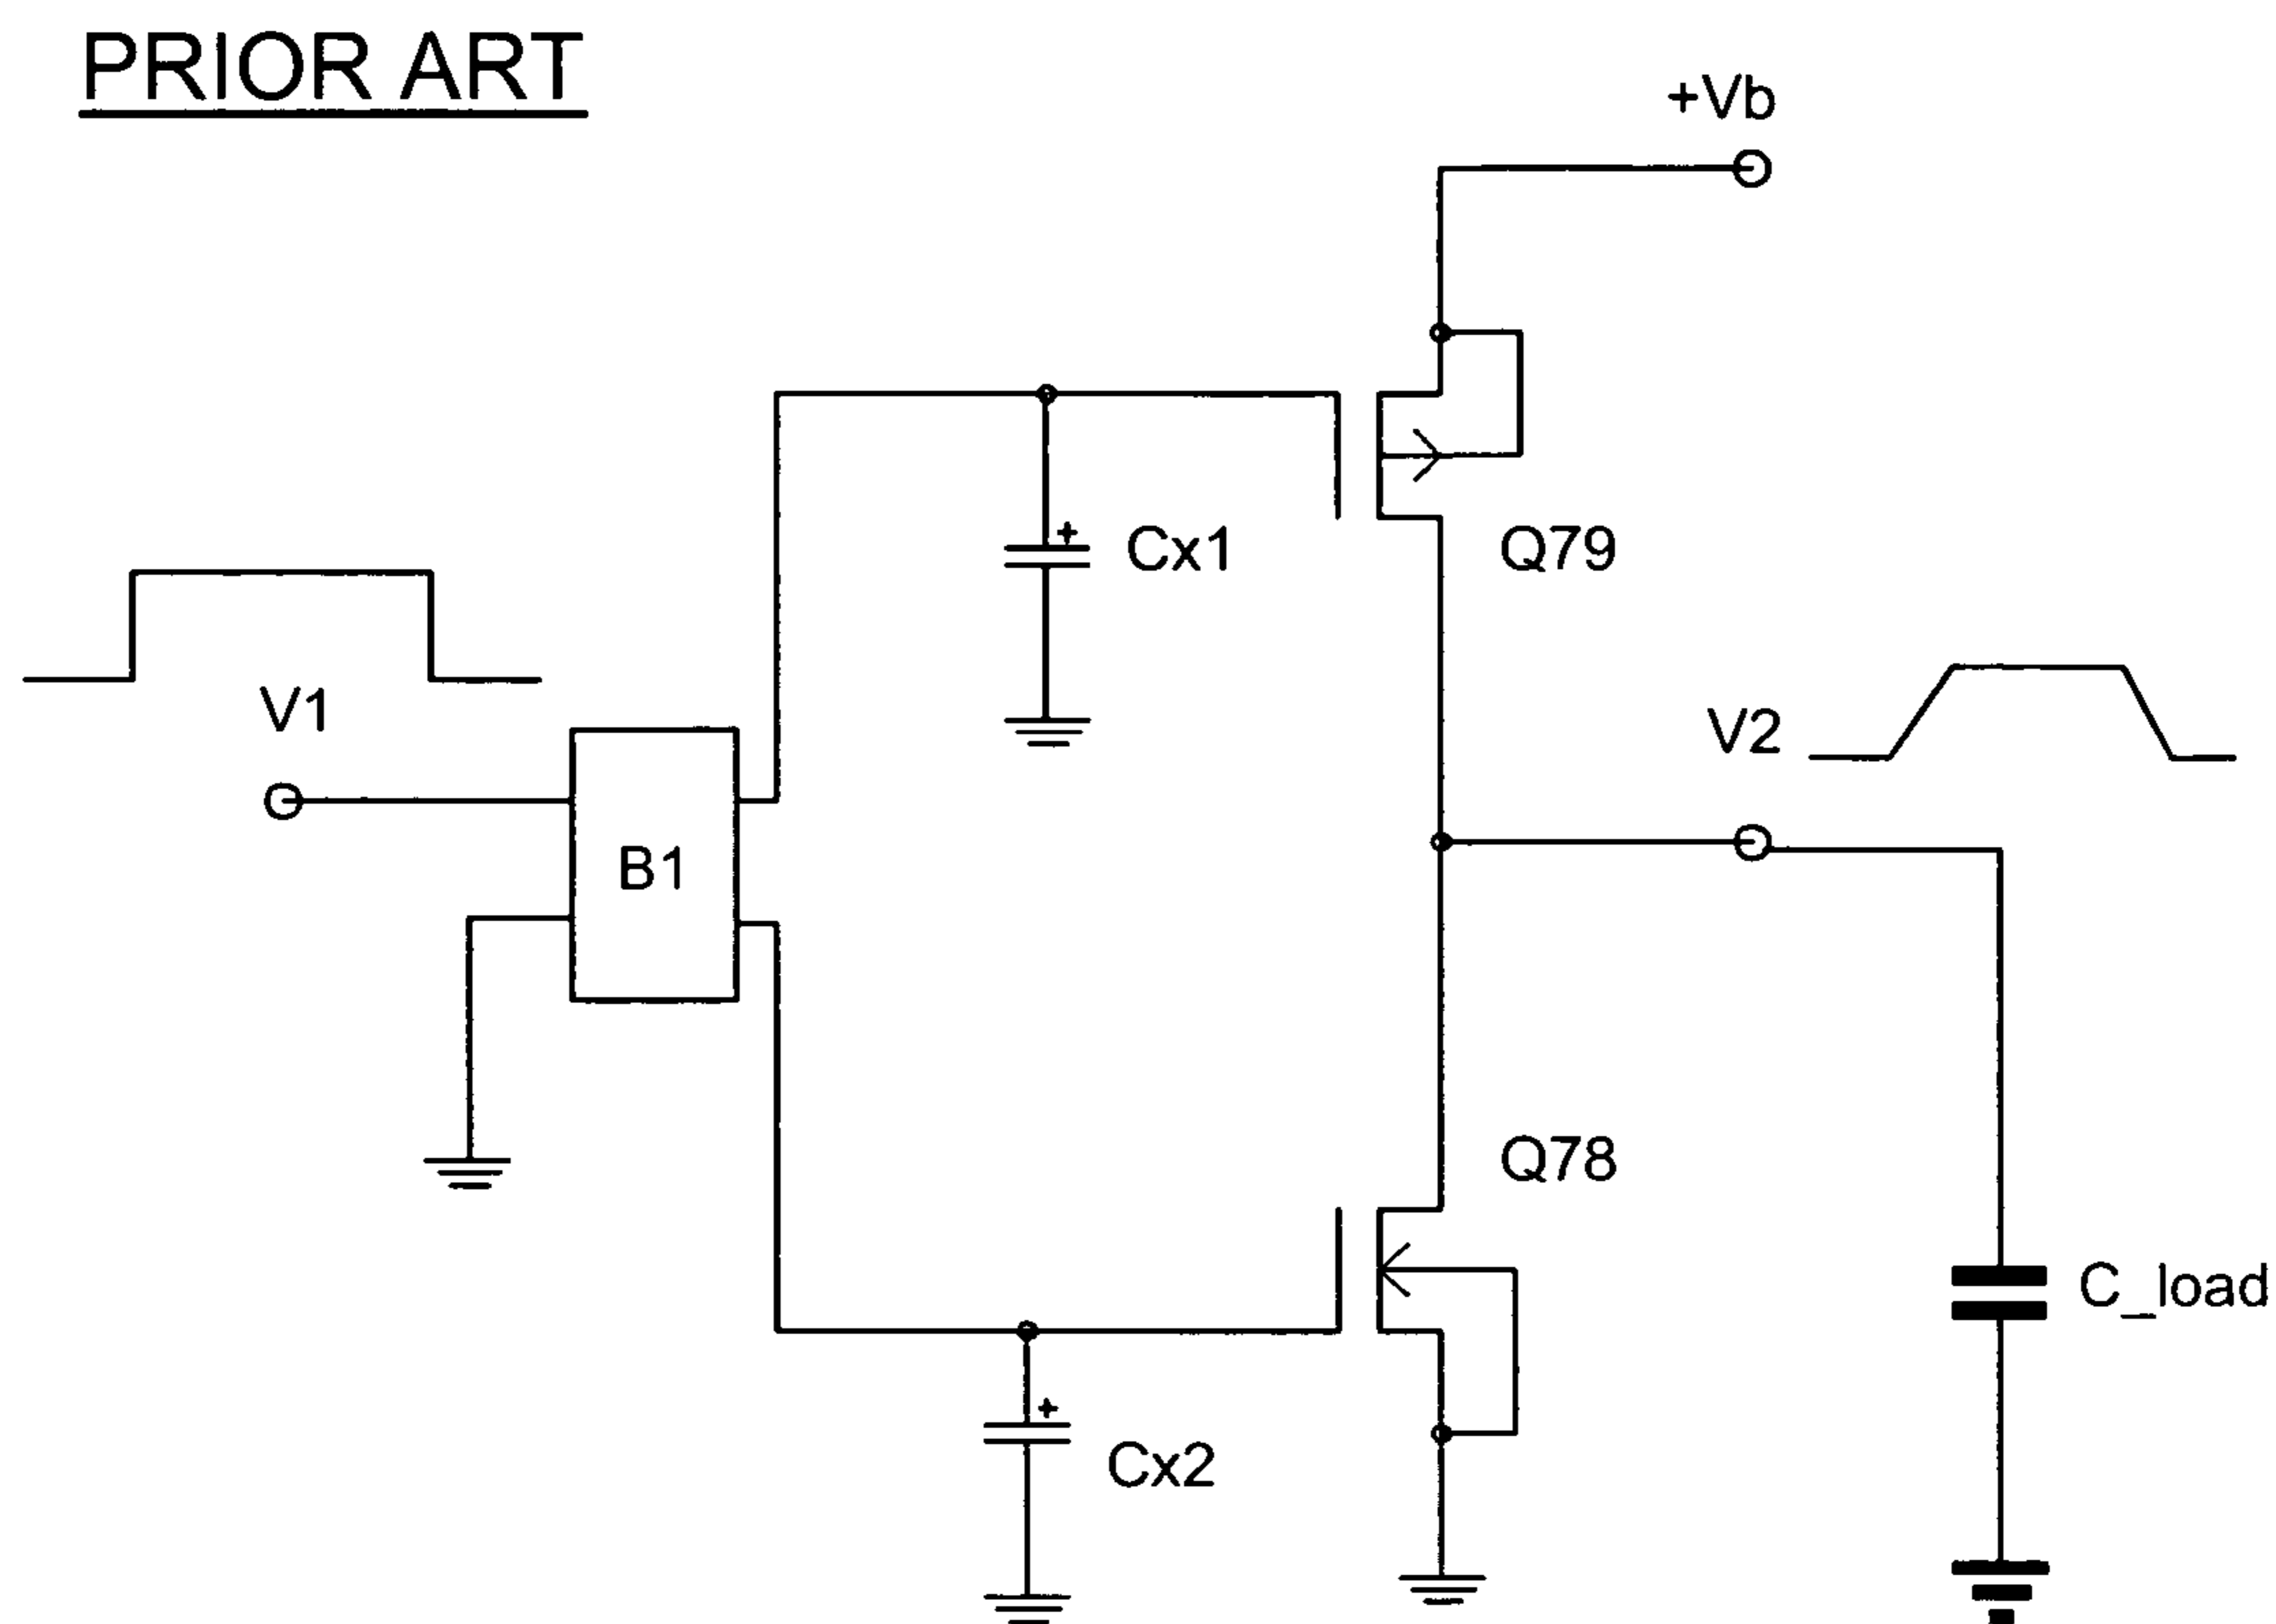 PRIOR ART
+Vb
+
Cx1
Q79
V1
V2
B1
Q78
C_load
+
Cx2